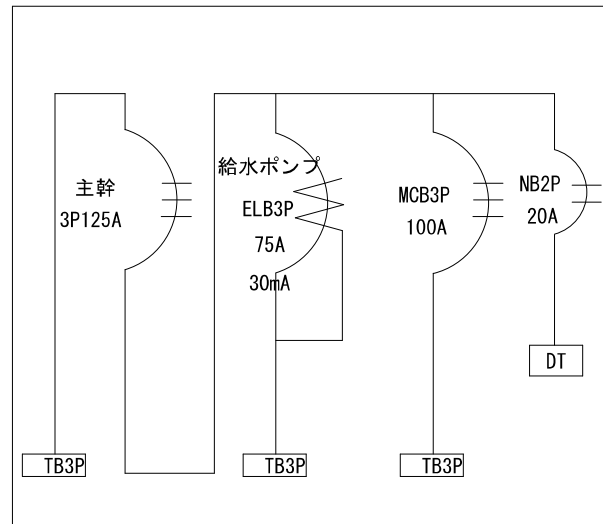 主幹
3P125A
給水ポンプ
ELB3P
75A
30mA
MCB3P
100A
NB2P
20A
DT
TB3P
TB3P
TB3P